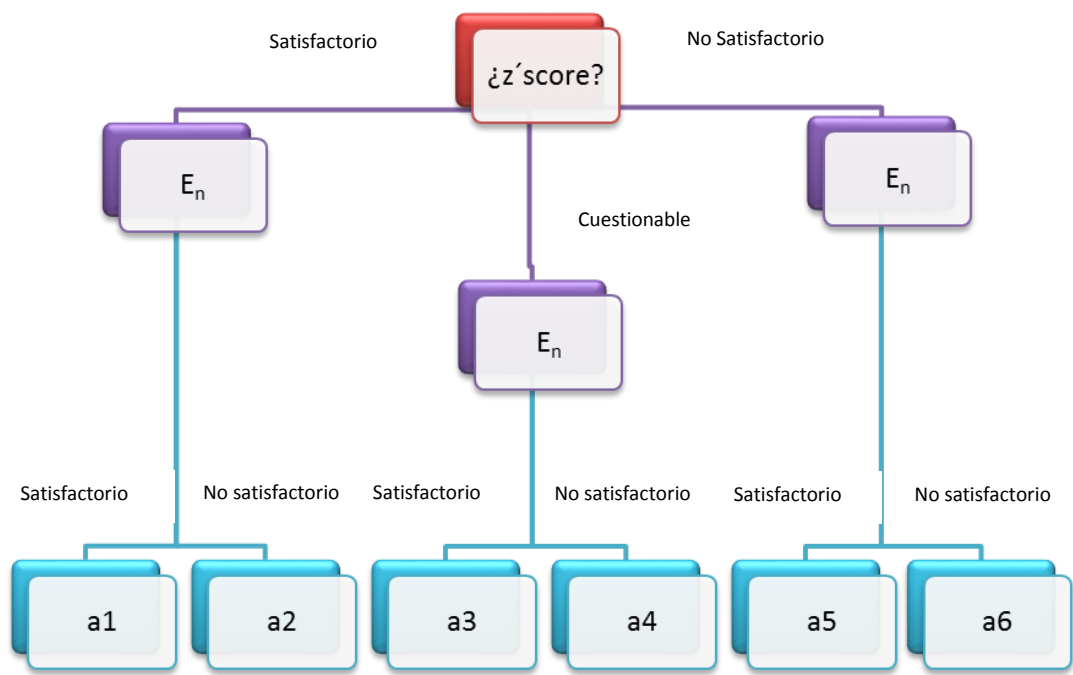 Satisfactorio
No Satisfactorio
¿z´score?
En
En
Cuestionable
En
Satisfactorio
No satisfactorio
Satisfactorio
No satisfactorio
Satisfactorio
No satisfactorio
a1
a2
a3
a4
a5
a6